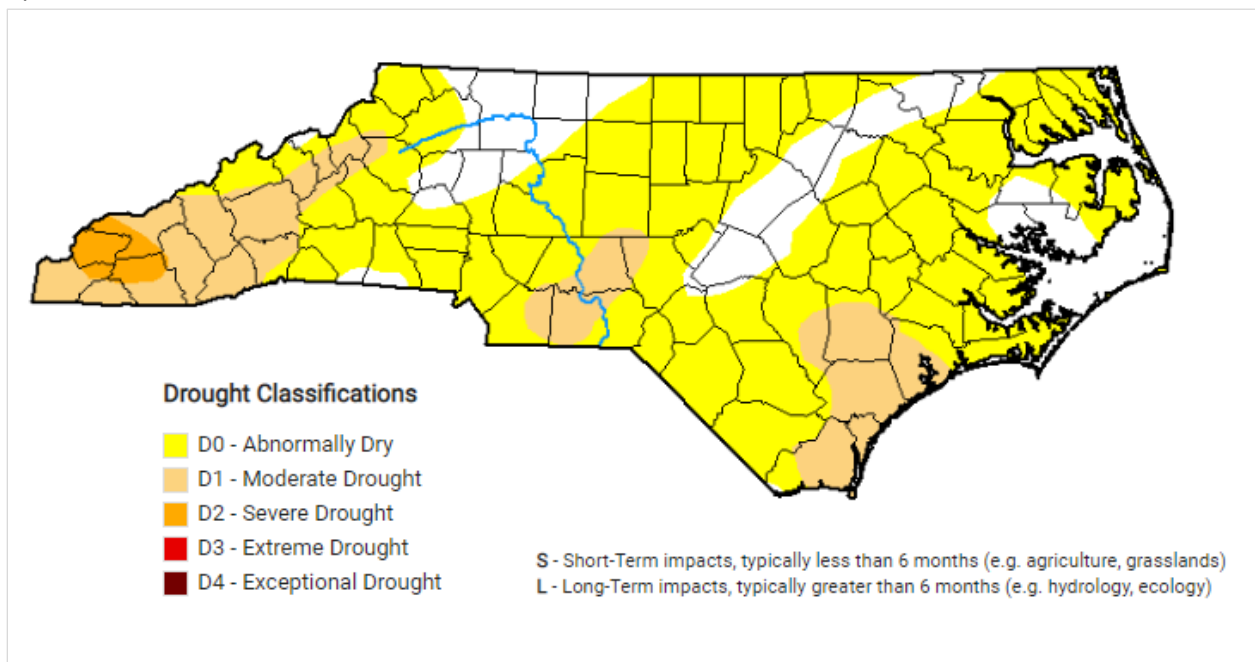 Drought Classifications
D0 - Abnormally Dry
D1 - Moderate Drought
D2 - Severe Drought
D3 - Extreme Drought
D4 - Exceptional Drought
S - Short-Term impacts, typically less than 6 months (e.g. agriculture, grasslands)
L - Long-Term impacts, typically greater than 6 months (e.g. hydrology, ecology)